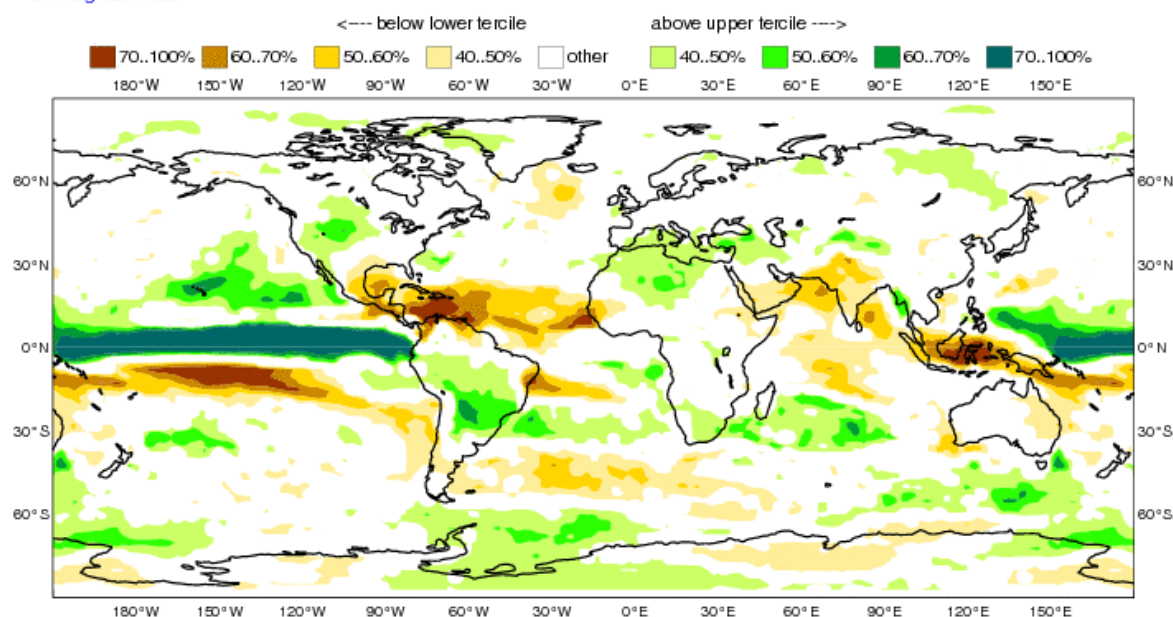 <---- below lower tercile above upper tercile ---->
70..100% 60..70% 50..60% 40..50% other 40..50% 50..60% 60..70% 70..100%
180°W 150°W 120°W 90°W 60°W 30°W 0°E 30°E 60°E 90°E 120°E 150°E
60°N 60°N
30°N 30°N
0°N 0°N
30°S 30°S
60°S 60°S
180°W 150°W 120°W 90°W 60°W 30°W 0°E 30°E 60°E 90°E 120°E 150°E